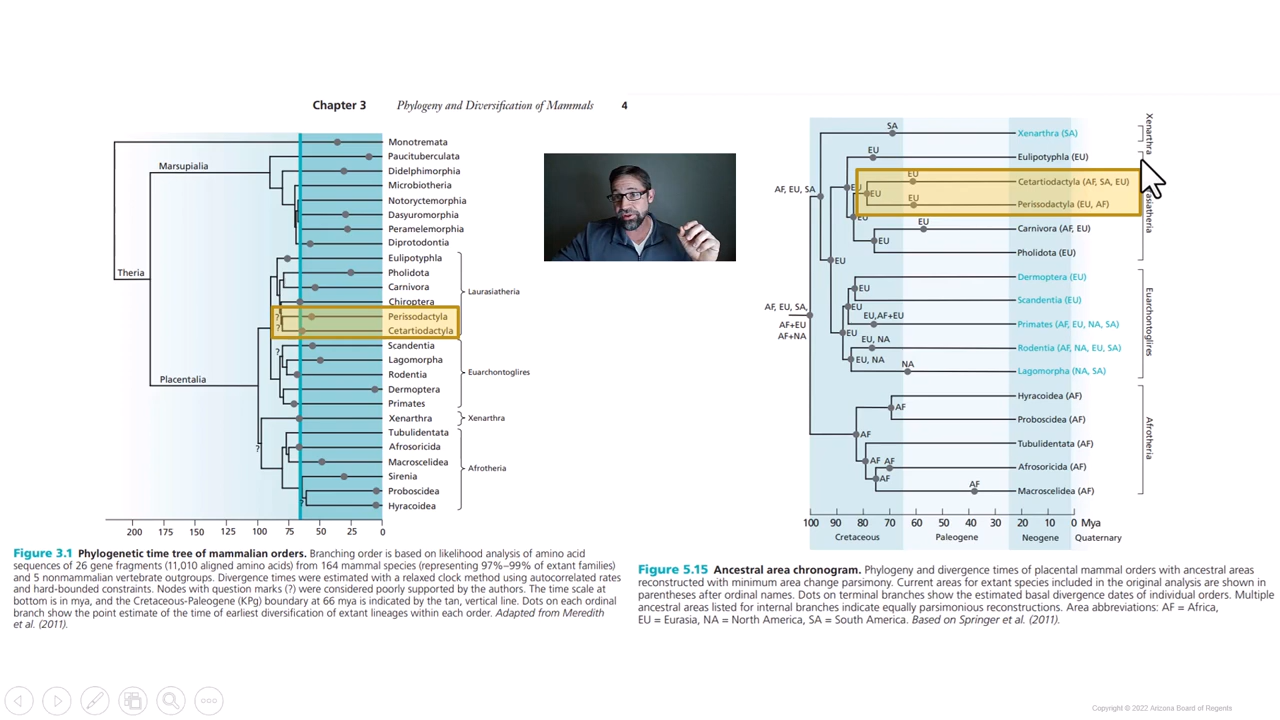 Chapter 3 Phylogeny and Diversification of Mammals 4
Monotremata
Marsupialia
Paucituberculata
Didelphimorphia
Microbiotheria
Notoryctemorphia
Dasyuromorphia
Peramelemorphia
Diprotodontia
Theria
Eulipotyphla
Pholidota
Carnivora
Chiroptera
Perissodactyla
Cetartiodactyla
Laurasiatheria
?
?
Scandentia
Lagomorpha
Rodentia
Dermoptera
Primates
Euarchontoglires
?
Placentalia
Xenarthra
Xenarthra
?
Tubulidentata
Afrosoricida
Macroscelidea
Sirenia
Proboscidea
Hyracoidea
Afrotheria
?
200 175 150 125 100 75 50 25 0
Figure 3.1 Phylogenetic time tree of mammalian orders. Branching order is based on likelihood analysis of amino acid
sequences of 26 gene fragments (11,010 aligned amino acids) from 164 mammal species (representing 97%–99% of extant families)
and 5 nonmammalian vertebrate outgroups. Divergence times were estimated with a relaxed clock method using autocorrelated rates
and hard-bounded constraints. Nodes with question marks (?) were considered poorly supported by the authors. The time scale at
bottom is in mya, and the Cretaceous-Paleogene (KPg) boundary at 66 mya is indicated by the tan, vertical line. Dots on each ordinal
branch show the point estimate of the time of earliest diversification of extant lineages within each order. Adapted from Meredith
et al. (2011).
SA
Xenarthra (SA)
Xenarthra
EU
Eulipotyphla (EU)
EU
Cetartiodactyla (AF, SA, EU)
AF, EU, SA
EU
EU
EU
Perissodactyla (EU, AF)
EU
EU
Carnivora (AF, EU)
EU
Pholidota (EU)
asiatheria
EU
Dermoptera (EU)
EU
Scandentia (EU)
EU
AF, EU, SA,
AF+EU
AF+NA
EU,AF+EU
Primates (AF, EU, NA, SA)
EU
EU, NA
Rodentia (AF, NA, EU, SA)
EU, NA
NA
Lagomorpha (NA, SA)
Euarchontoglires
Hyracoidea (AF)
AF
Proboscidea (AF)
AF
Tubulidentata (AF)
AF AF
Afrosoricida (AF)
AF
AF
Macroscelidea (AF)
Afrotheria
100 90 80 70 60 40 30 20 10 0 Mya
Cretaceous Paleogene Neogene Quaternary
Figure 5.15 Ancestral area chronogram. Phylogeny and divergence times of placental mammal orders with ancestral areas
reconstructed with minimum area change parsimony. Current areas for extant species included in the original analysis are shown in
parentheses after ordinal names. Dots on terminal branches show the estimated basal divergence dates of individual orders. Multiple
ancestral areas listed for internal branches indicate equally parsimonious reconstructions. Area abbreviations: AF = Africa,
EU = Eurasia, NA = North America, SA = South America. Based on Springer et al. (2011).
Copyright © 2022 Arizona Board of Regents